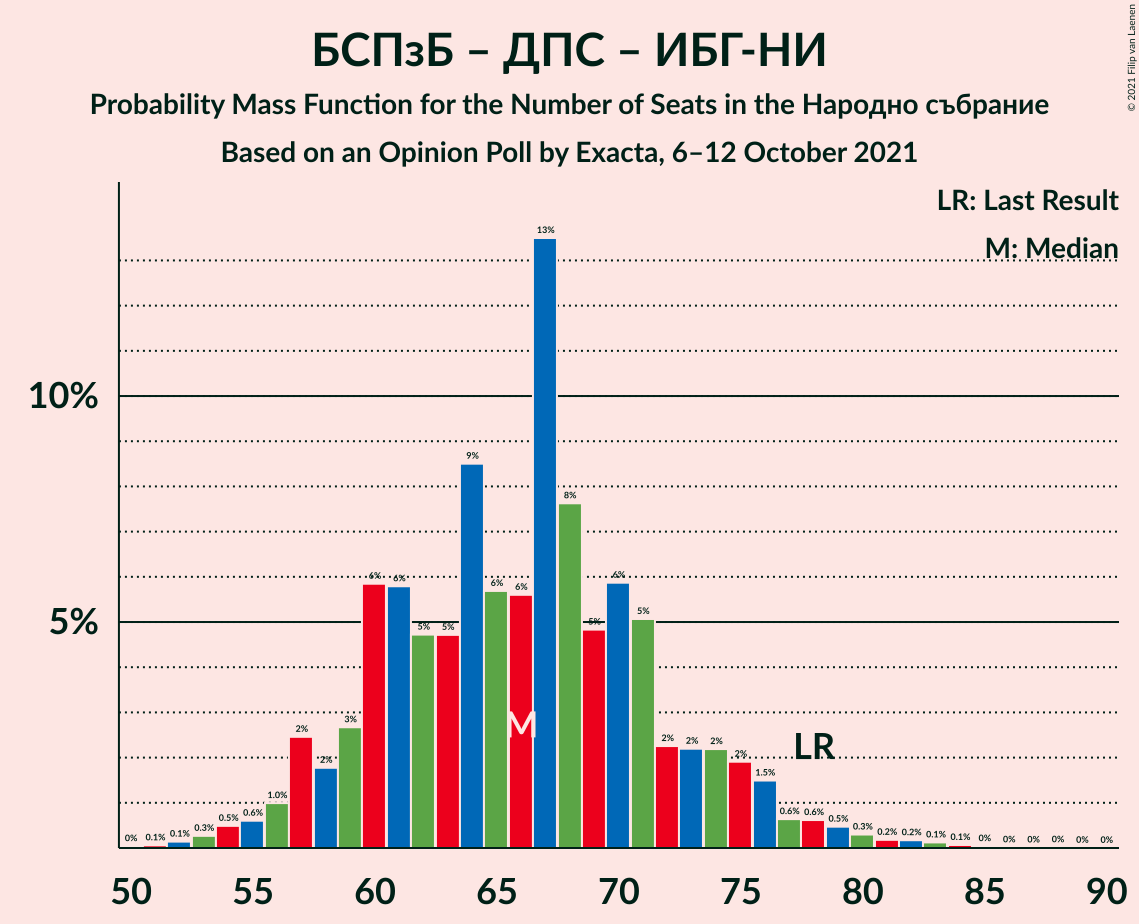 БСПзБ – ДПС – ИБГ-НИ
Probability Mass Function for the Number of Seats in the Народно събрание
Based on an Opinion Poll by Exacta, 6–12 October 2021
© 2021 Filip van Laenen
LR: Last Result
M: Median
10%
5%
0% 0.1% 0.1% 0.3% 0.5% 0.6% 1.0% 2% 2% 3% 6% 6% 5% 5% 9% 6% 6% 13% 8% 5% 6% 5% 2% 2% 2% 2% 1.5% 0.6% 0.6% 0.5% 0.3% 0.2% 0.2% 0.1% 0.1% 0% 0% 0% 0% 0% 0%
M
LR
50 55 60 65 70 75 80 85 90